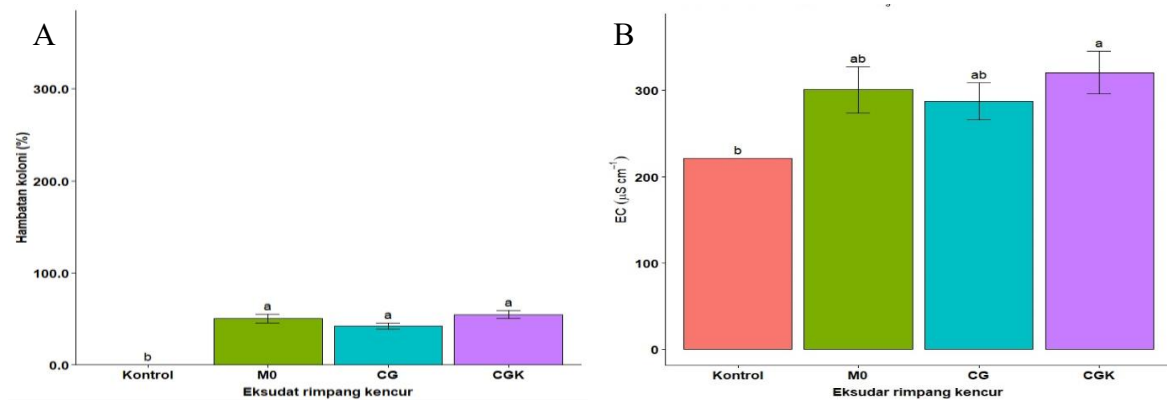 A
Hambatan koloni (%)
300.0
200.0
100.0
0.0
b
a
a
a
Kontrol M0 CG CGK
Eksudat rimpang kencur
B
EC (µS cm⁻¹)
300
200
100
0
b
ab
ab
a
Kontrol M0 CG CGK
Eksudar rimpang kencur